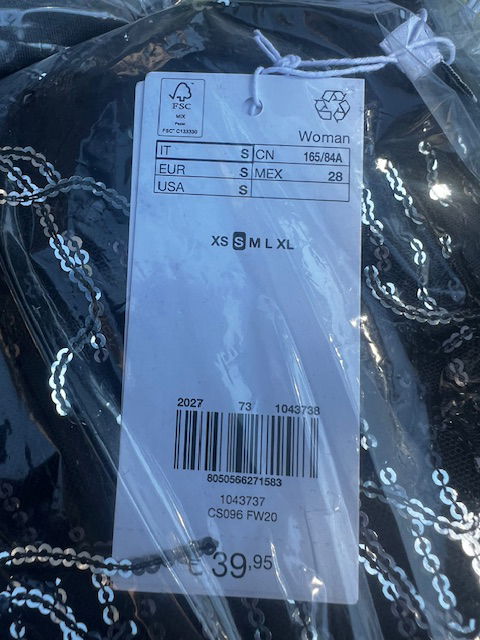 FSC
MIX
Paper
FSC® C133330
Woman
IT S CN 165/84A
EUR S MEX 28
USA S
XS S M L XL
2027 73 1043738
8050566271583
1043737
CS096 FW20
€ 39,95